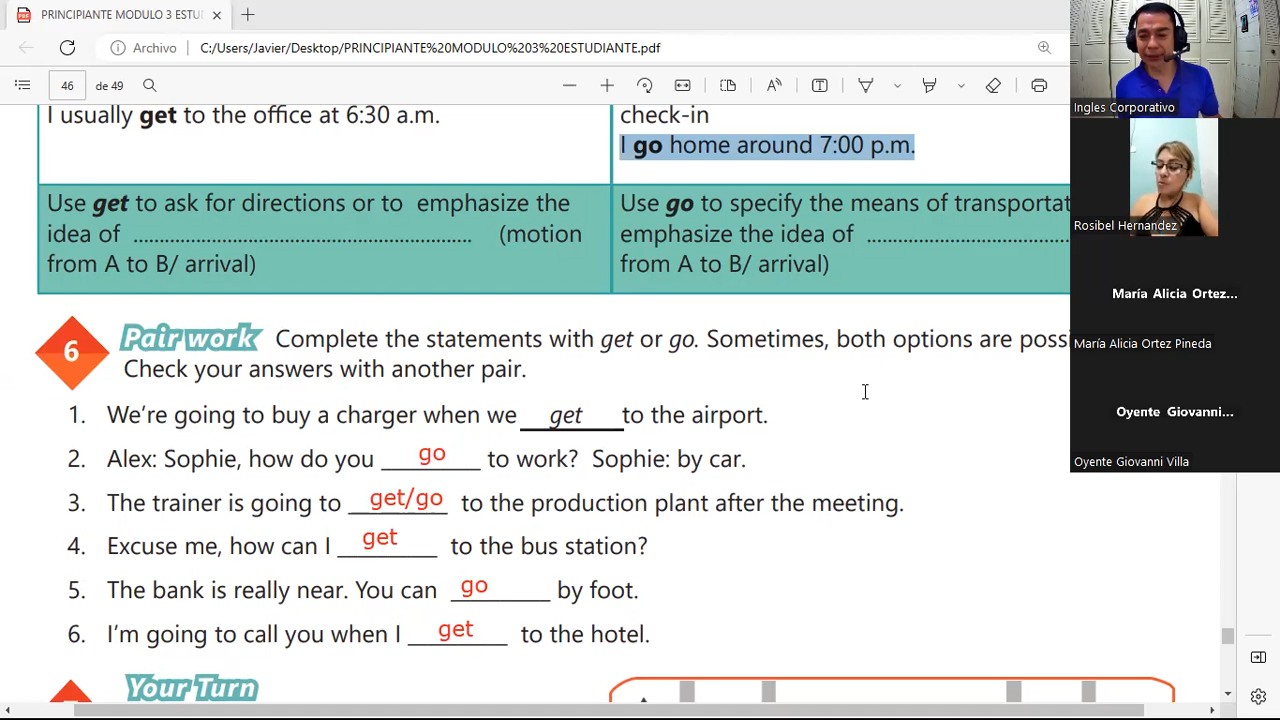 PRINCIPIANTE MODULO 3 ESTU
Archivo
C:/Users/Javier/Desktop/PRINCIPIANTE%20MODULO%203%20ESTUDIANTE.pdf
46 de 49
I usually get to the office at 6:30 a.m.
check-in
I go home around 7:00 p.m.
Use get to ask for directions or to emphasize the
idea of ................................................................. (motion
from A to B/ arrival)
Use go to specify the means of transportat
emphasize the idea of .....................................
from A to B/ arrival)
6
Pair work Complete the statements with get or go. Sometimes, both options are possi
Check your answers with another pair.
1. We're going to buy a charger when we get to the airport.
2. Alex: Sophie, how do you go to work? Sophie: by car.
3. The trainer is going to get/go to the production plant after the meeting.
4. Excuse me, how can I get to the bus station?
5. The bank is really near. You can go by foot.
6. I'm going to call you when I get to the hotel.
Your Turn
Ingles Corporativo
Rosibel Hernandez
María Alicia Ortez...
María Alicia Ortez Pineda
Oyente Giovanni...
Oyente Giovanni Villa